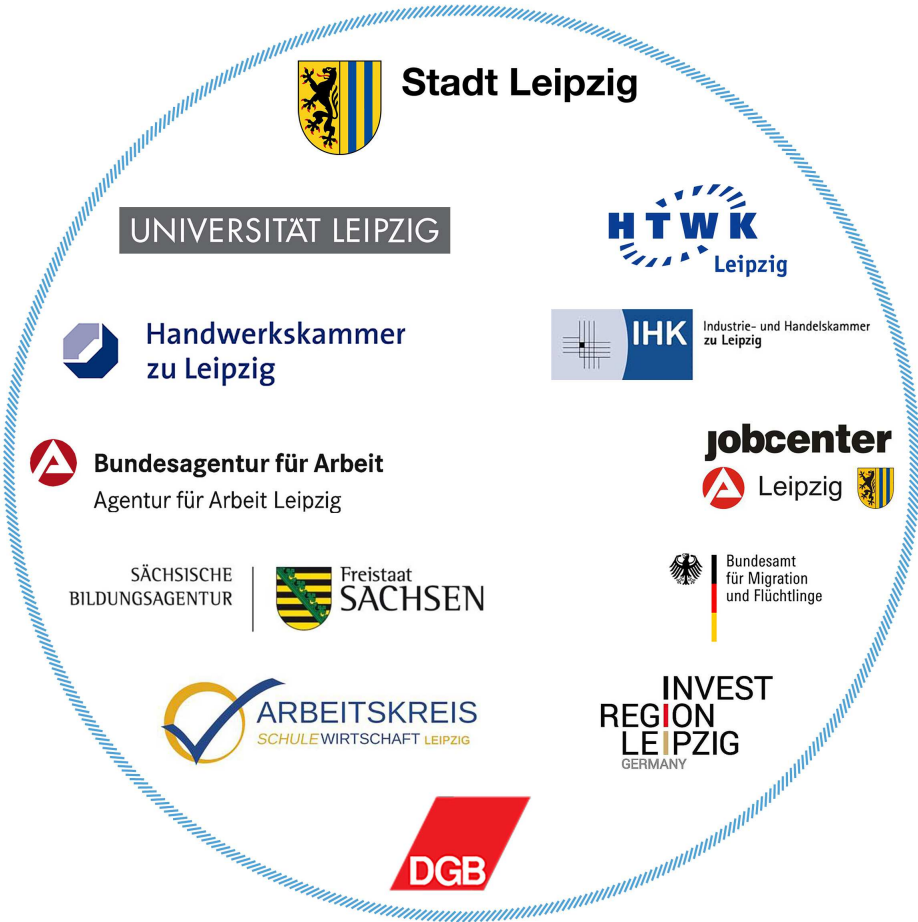 Stadt Leipzig
UNIVERSITÄT LEIPZIG
HTWK
Leipzig
Handwerkskammer
zu Leipzig
IHK
Industrie- und Handelskammer
zu Leipzig
Bundesagentur für Arbeit
Agentur für Arbeit Leipzig
jobcenter
Leipzig
SÄCHSISCHE
BILDUNGSAGENTUR
Freistaat
SACHSEN
Bundesamt
für Migration
und Flüchtlinge
ARBEITSKREIS
SCHULEWIRTSCHAFT LEIPZIG
INVEST
REGION
LEIPZIG
GERMANY
DGB